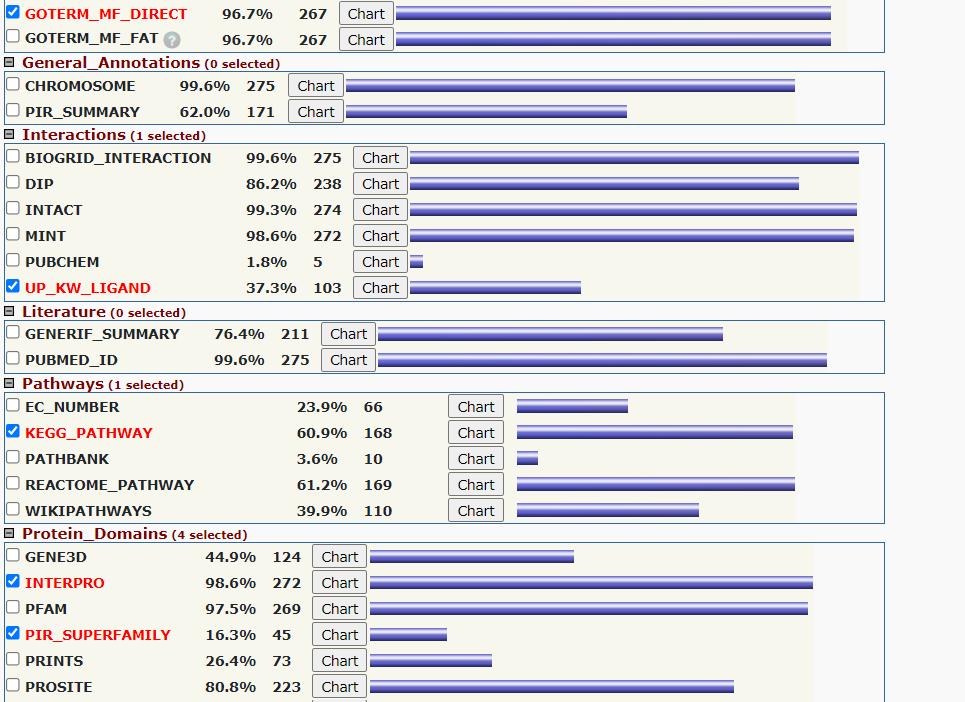 GOTERM_MF_DIRECT 96.7% 267 Chart
GOTERM_MF_FAT ? 96.7% 267 Chart
General_Annotations (0 selected)
CHROMOSOME 99.6% 275 Chart
PIR_SUMMARY 62.0% 171 Chart
Interactions (1 selected)
BIOGRID_INTERACTION 99.6% 275 Chart
DIP 86.2% 238 Chart
INTACT 99.3% 274 Chart
MINT 98.6% 272 Chart
PUBCHEM 1.8% 5 Chart
UP_KW_LIGAND 37.3% 103 Chart
Literature (0 selected)
GENERIF_SUMMARY 76.4% 211 Chart
PUBMED_ID 99.6% 275 Chart
Pathways (1 selected)
EC_NUMBER 23.9% 66 Chart
KEGG_PATHWAY 60.9% 168 Chart
PATHBANK 3.6% 10 Chart
REACTOME_PATHWAY 61.2% 169 Chart
WIKIPATHWAYS 39.9% 110 Chart
Protein_Domains (4 selected)
GENE3D 44.9% 124 Chart
INTERPRO 98.6% 272 Chart
PFAM 97.5% 269 Chart
PIR_SUPERFAMILY 16.3% 45 Chart
PRINTS 26.4% 73 Chart
PROSITE 80.8% 223 Chart